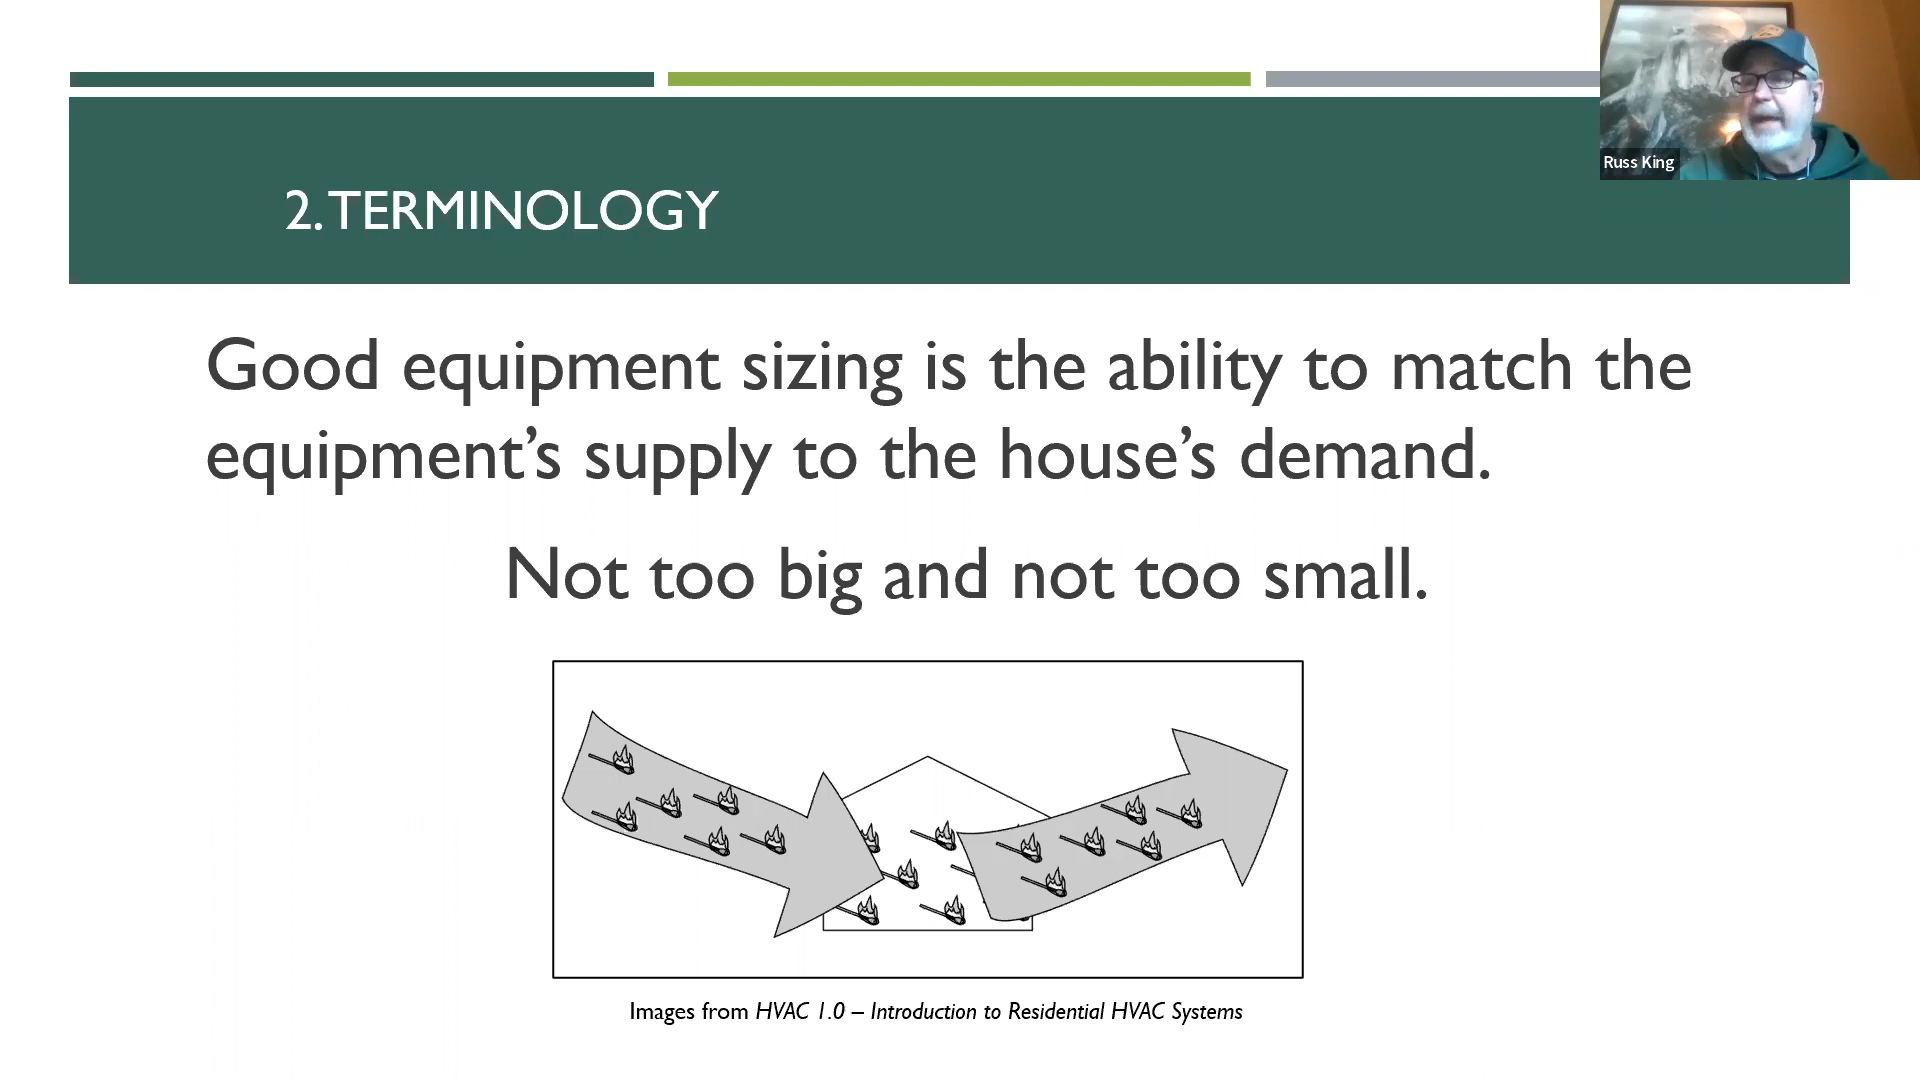 Russ King
2. TERMINOLOGY
Good equipment sizing is the ability to match the
equipment’s supply to the house’s demand.
Not too big and not too small.
Images from HVAC 1.0 – Introduction to Residential HVAC Systems